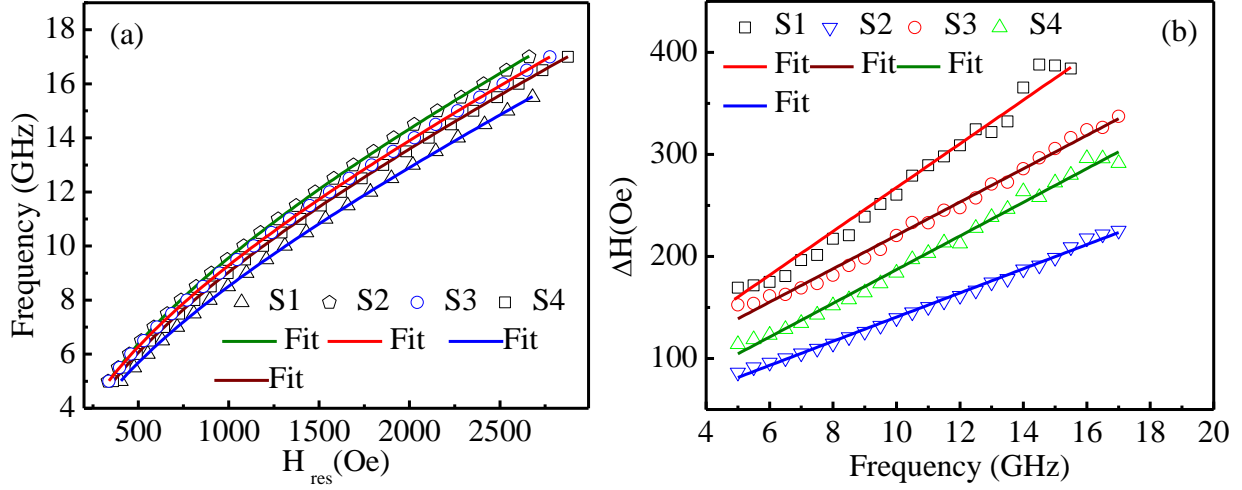 (a)
Frequency (GHz)
18
16
14
12
10
8
6
4
S1 S2 S3 S4
Fit Fit Fit
Fit
500 1000 1500 2000 2500
H_res(Oe)
(b)
S1 S2 S3 S4
Fit Fit Fit
Fit
ΔH(Oe)
400
300
200
100
4 6 8 10 12 14 16 18 20
Frequency (GHz)